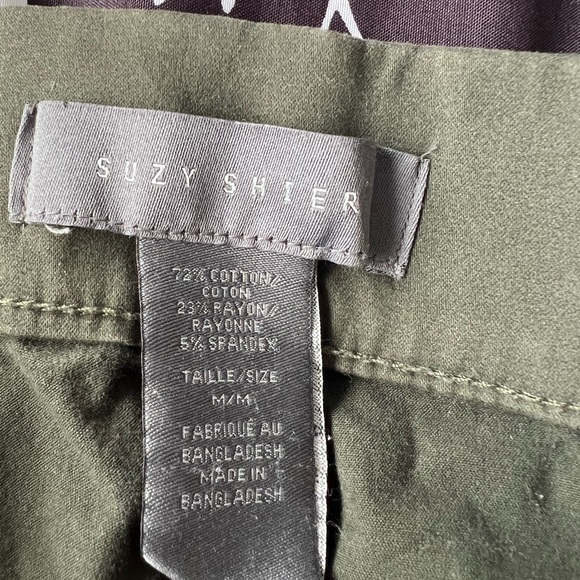 SUZY SHIER
72% COTTON/
COTON
23% RAYON/
RAYONNE
5% SPANDEX
TAILLE/SIZE
M/M
FABRIQUÉ AU
BANGLADESH
MADE IN
BANGLADESH